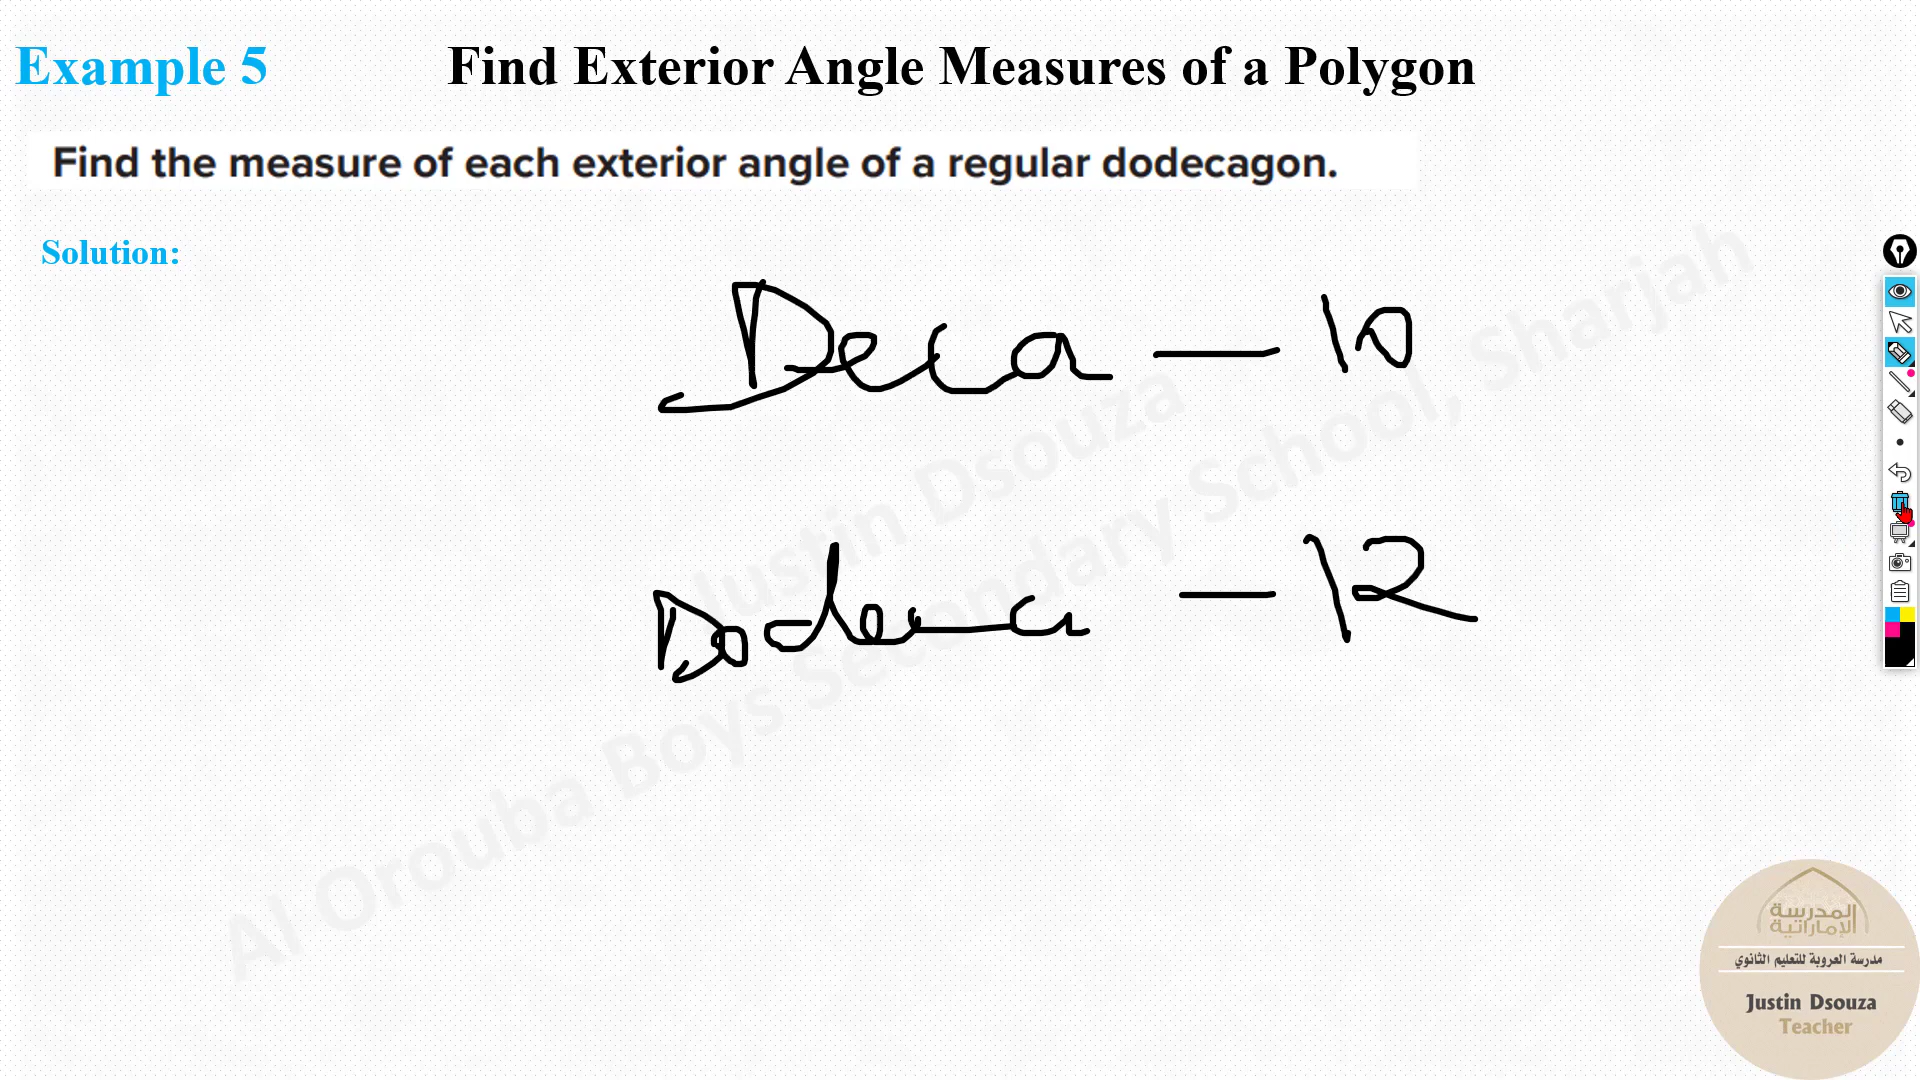 Example 5 Find Exterior Angle Measures of a Polygon
Find the measure of each exterior angle of a regular dodecagon.
Solution:
Deca — 10
Dodeca — 12
Justin Dsouza
Al Orouba Boys Secondary School, Sharjah
المدرسة
الإماراتية
مدرسة العروبة للتعليم الثانوي
Justin Dsouza
Teacher